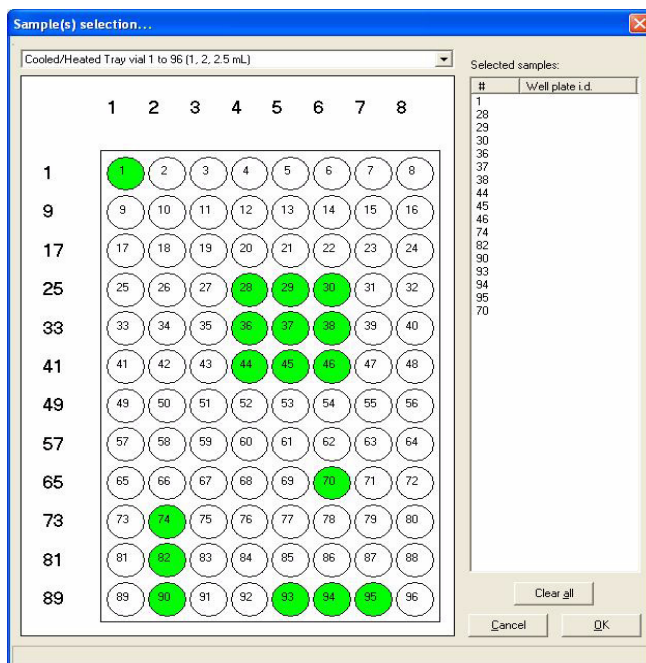 Sample(s) selection...
Cooled/Heated Tray vial 1 to 96 (1, 2, 2.5 mL)
1 2 3 4 5 6 7 8
1 1 2 3 4 5 6 7 8
9 9 10 11 12 13 14 15 16
17 17 18 19 20 21 22 23 24
25 25 26 27 28 29 30 31 32
33 33 34 35 36 37 38 39 40
41 41 42 43 44 45 46 47 48
49 49 50 51 52 53 54 55 56
57 57 58 59 60 61 62 63 64
65 65 66 67 68 69 70 71 72
73 73 74 75 76 77 78 79 80
81 81 82 83 84 85 86 87 88
89 89 90 91 92 93 94 95 96
Selected samples:
# Well plate i.d.
1
28
29
30
36
37
38
44
45
46
74
82
90
93
94
95
70
Clear all
Cancel OK